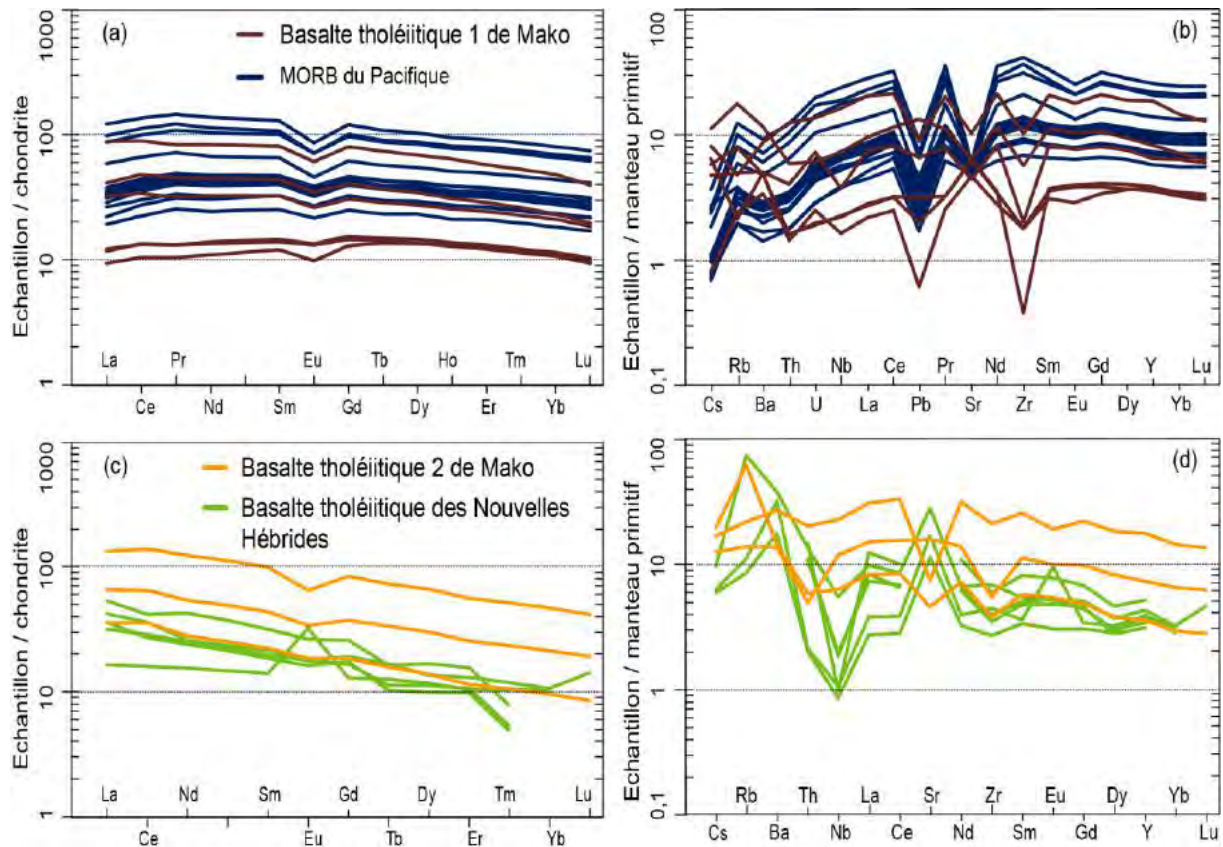 (a)
Basalte tholéiitique 1 de Mako
MORB du Pacifique
Echantillon / chondrite
1000
100
10
1
La Pr Eu Tb Ho Tm Lu
Ce Nd Sm Gd Dy Er Yb
(b)
Echantillon / manteau primitif
100
10
1
0,1
Rb Th Nb Ce Pr Nd Sm Gd Y Lu
Cs Ba U La Pb Sr Zr Eu Dy Yb
(c)
Basalte tholéiitique 2 de Mako
Basalte tholéiitique des Nouvelles
Hébrides
Echantillon / chondrite
1000
100
10
1
La Nd Sm Gd Dy Tm Lu
Ce Eu Tb Er Yb
(d)
Echantillon / manteau primitif
100
10
1
0.1
Rb Th La Sr Zr Eu Dy Yb
Cs Ba Nb Ce Nd Sm Gd Y Lu